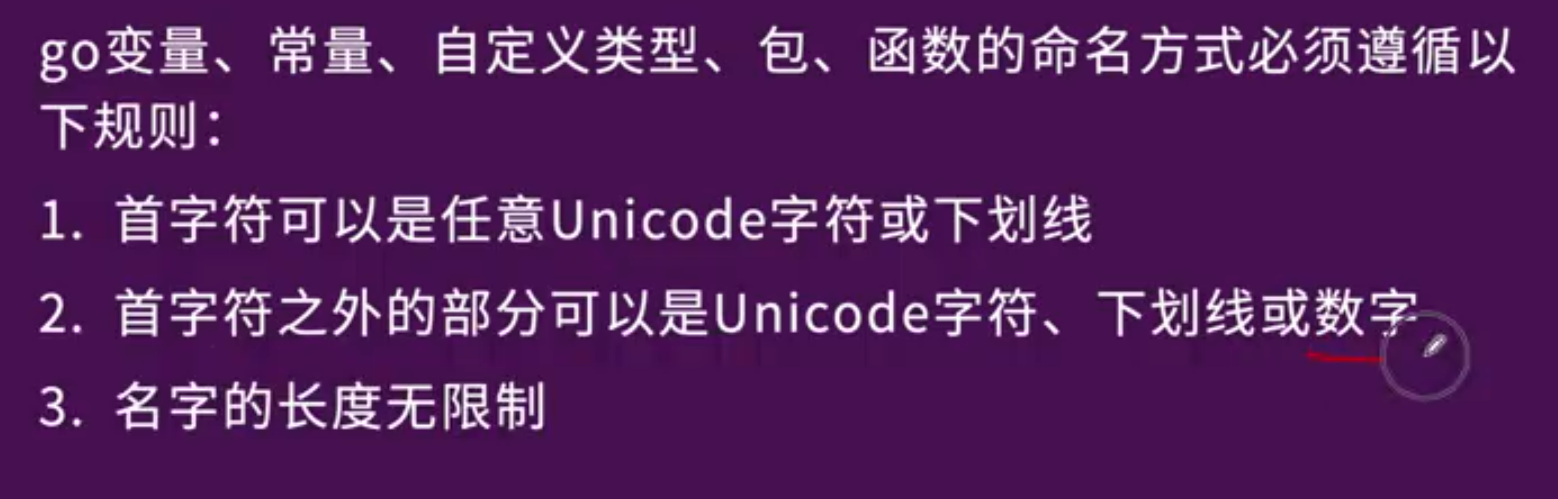 go变量、常量、自定义类型、包、函数的命名方式必须遵循以
下规则：
1. 首字符可以是任意Unicode字符或下划线
2. 首字符之外的部分可以是Unicode字符、下划线或数字
3. 名字的长度无限制